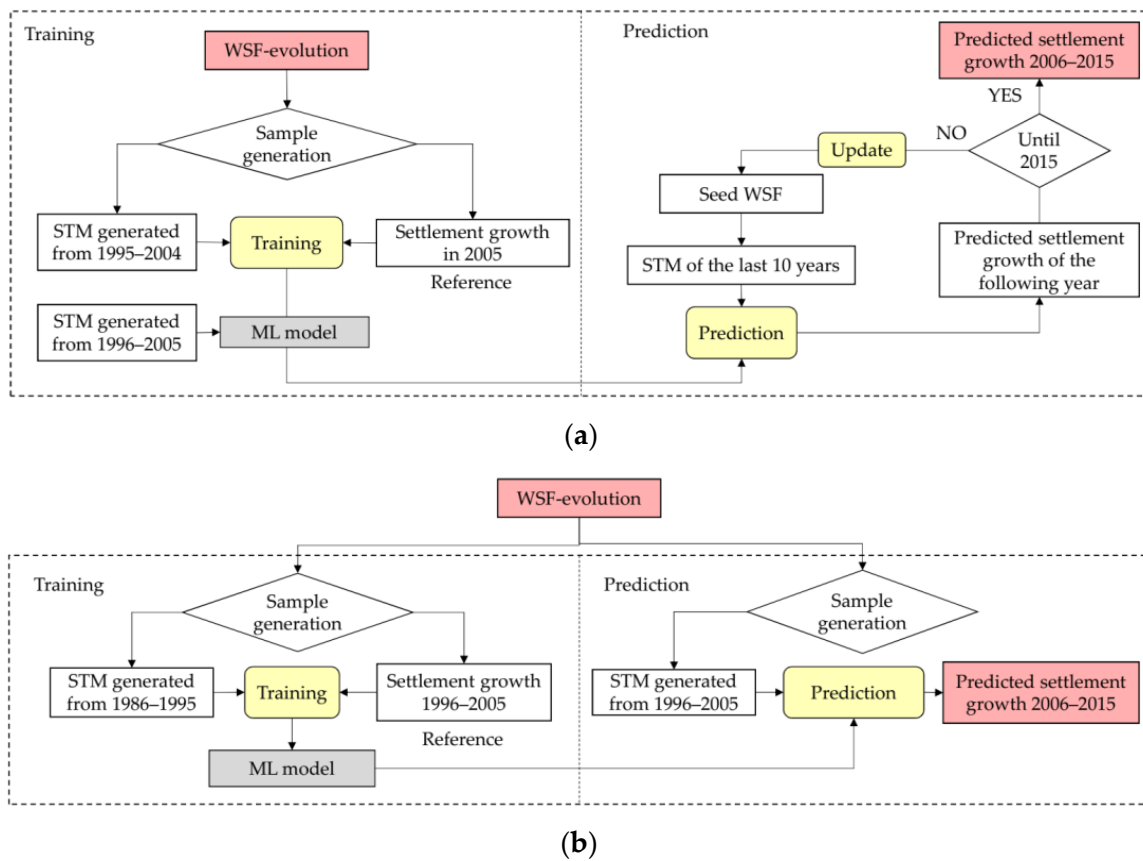 Training
WSF-evolution
Sample
generation
STM generated
from 1995–2004
Training
Settlement growth
in 2005
Reference
STM generated
from 1996–2005
ML model
Prediction
Predicted settlement
growth 2006–2015
YES
NO
Until
2015
Update
Seed WSF
STM of the last 10 years
Predicted settlement
growth of the
following year
Prediction
(a)
WSF-evolution
Training
Sample
generation
STM generated
from 1986–1995
Training
Settlement growth
1996–2005
Reference
ML model
Prediction
Sample
generation
STM generated
from 1996–2005
Prediction
Predicted settlement
growth 2006–2015
(b)